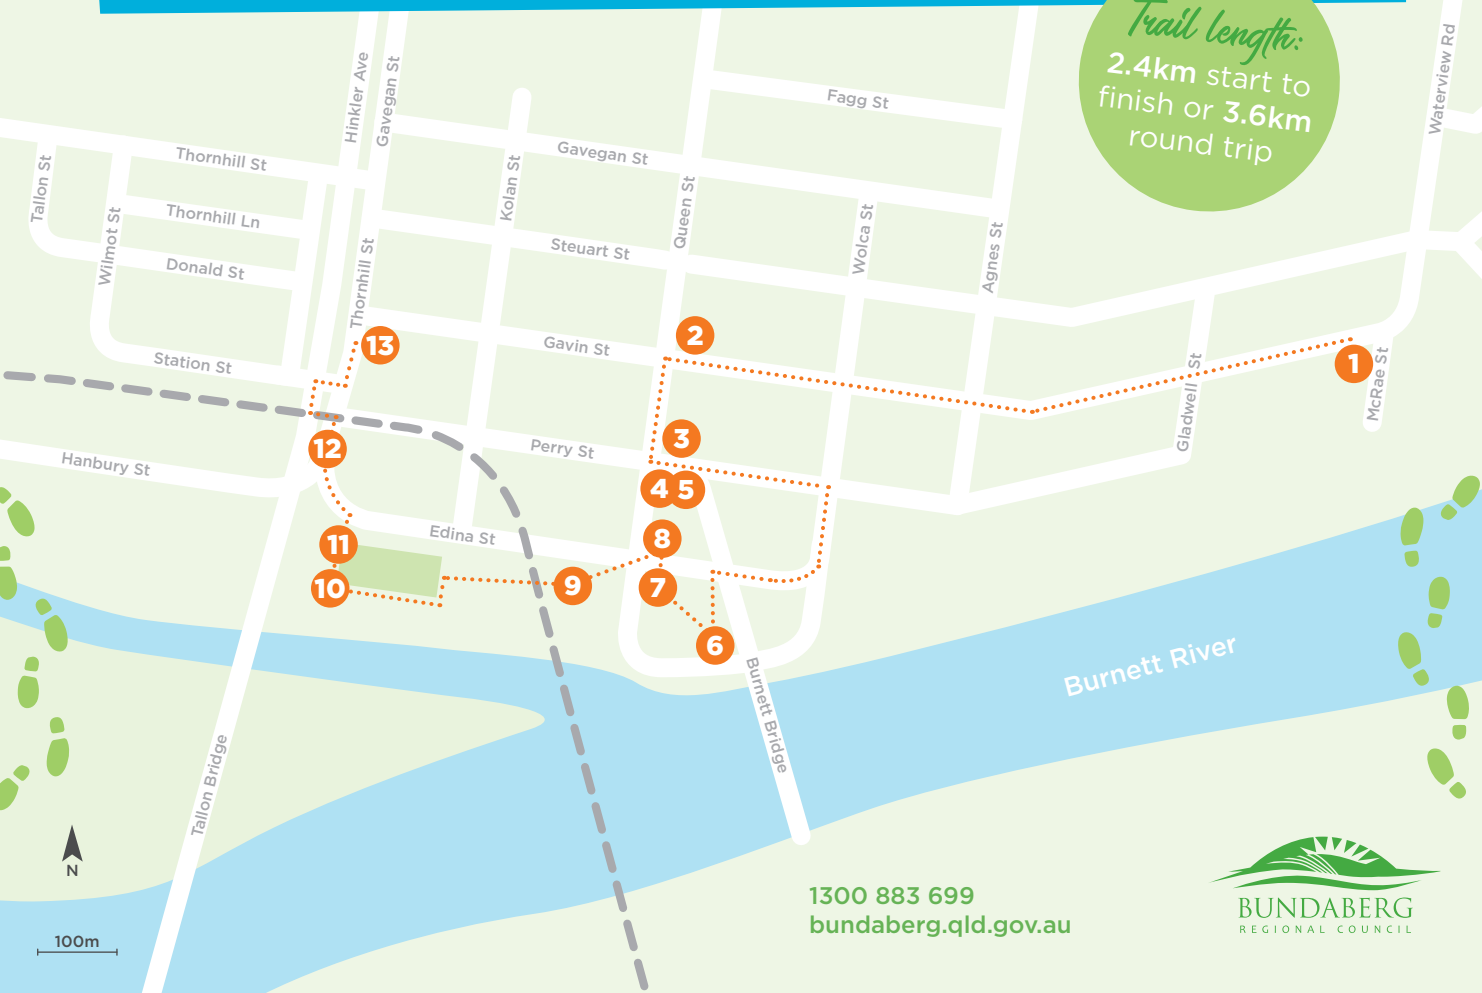 Trail length:
2.4km start to
finish or 3.6km
round trip
Waterview Rd
Hinkler Ave
Gavegan St
Fagg St
Thornhill St
Gavegan St
Tallon St
Kolan St
Queen St
Thornhill Ln
Wilmot St
Wolca St
Agnes St
Donald St
Steuart St
Thornhill St
Station St
Gavin St
13
2
1
McRae St
Gladwell St
Perry St
3
12
Hanbury St
4
5
Edina St
8
11
10
9
7
6
Burnett River
Burnett Bridge
Tallon Bridge
N
100m
1300 883 699
bundaberg.qld.gov.au
BUNDABERG
REGIONAL COUNCIL